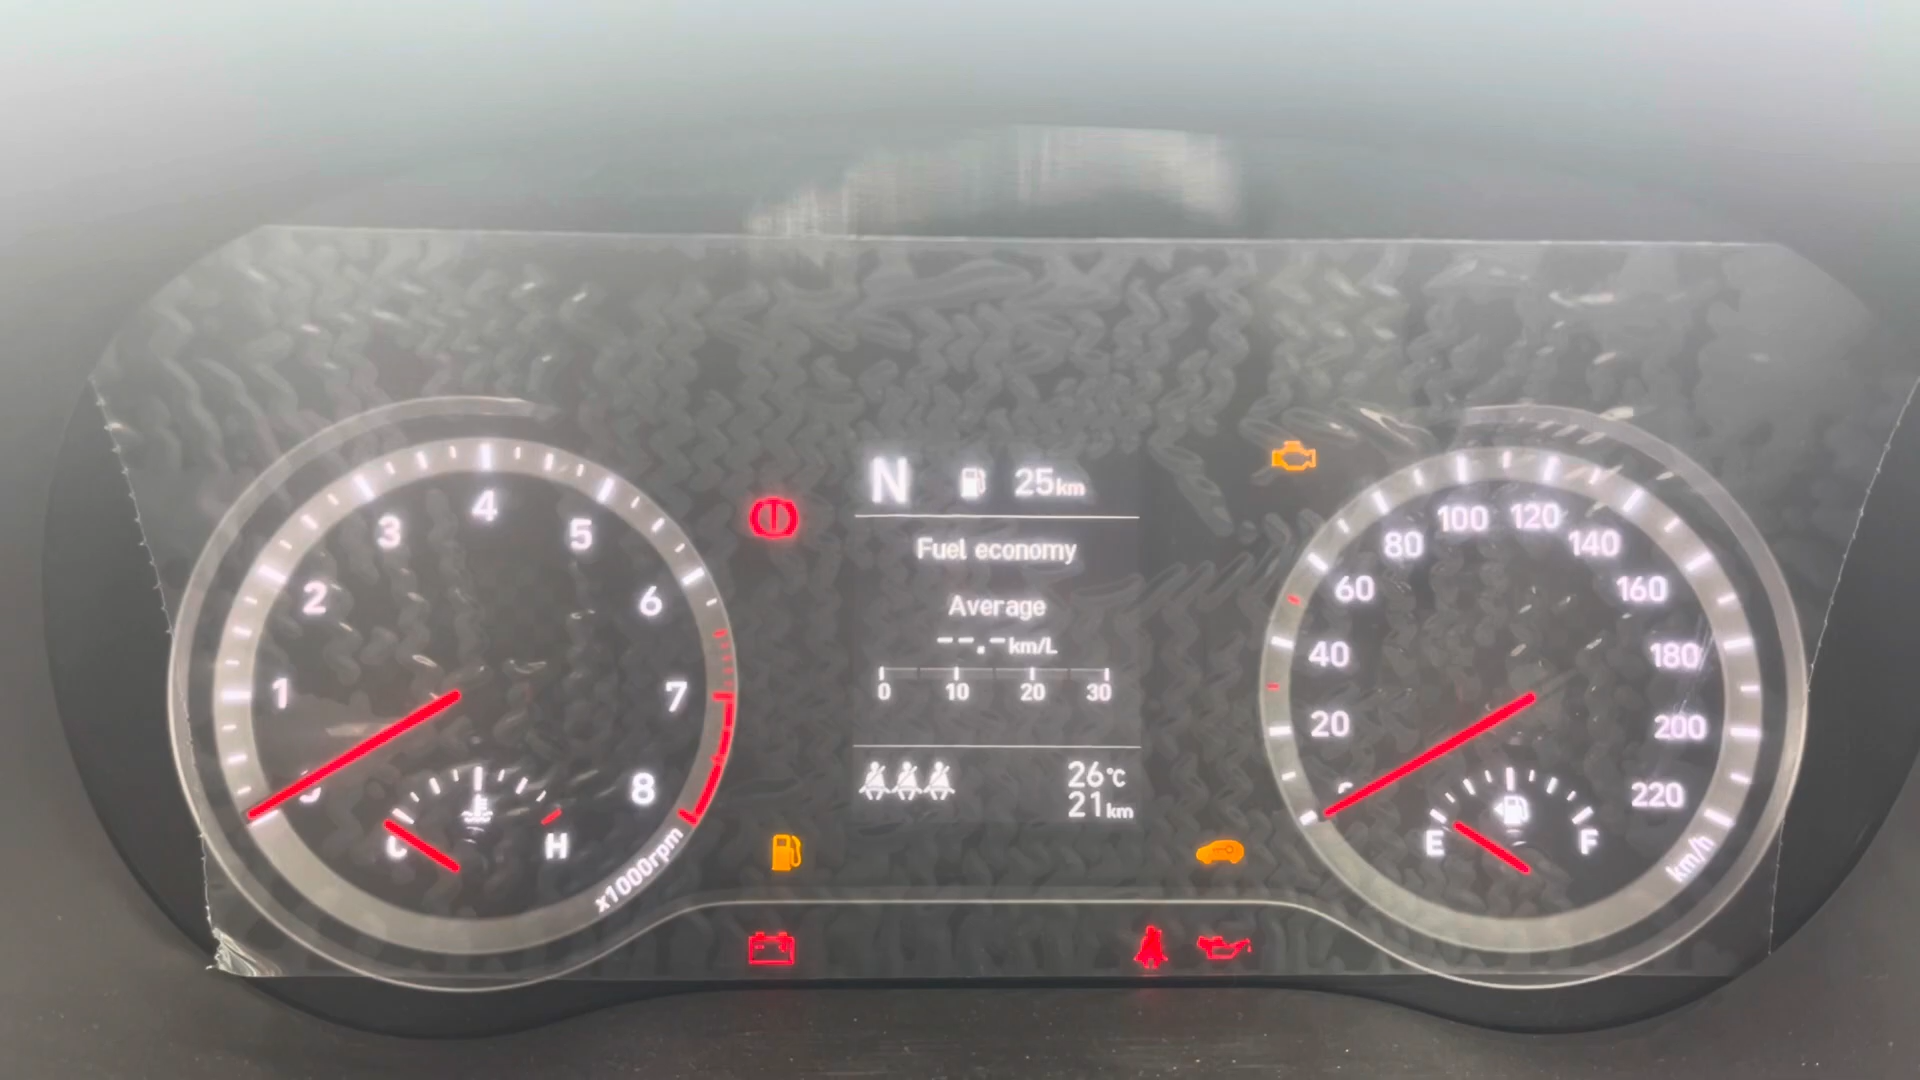 N 25km
Fuel economy
Average
--.-km/L
0 10 20 30
26°C
21km
1 2 3 4 5 6 7 8
x1000rpm
C H
20 40 60 80 100 120 140 160 180 200 220
km/h
E F